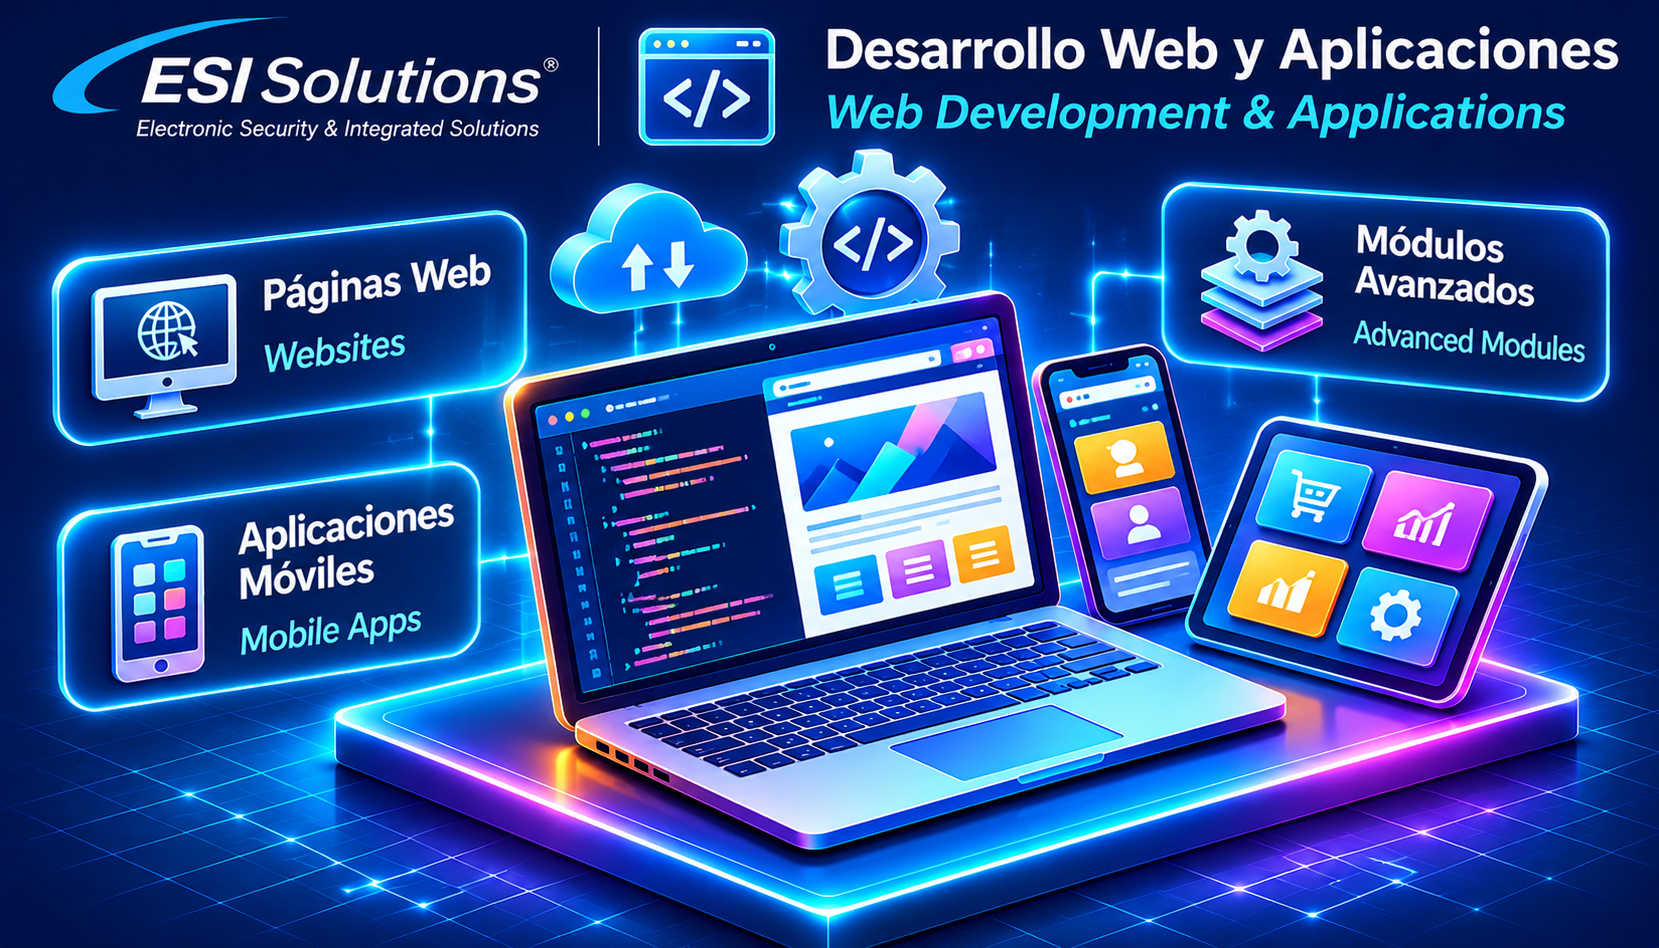 ESI Solutions®
Electronic Security & Integrated Solutions
</>
Desarrollo Web y Aplicaciones
Web Development & Applications
</>
Páginas Web
Websites
Módulos
Avanzados
Advanced Modules
Aplicaciones
Móviles
Mobile Apps